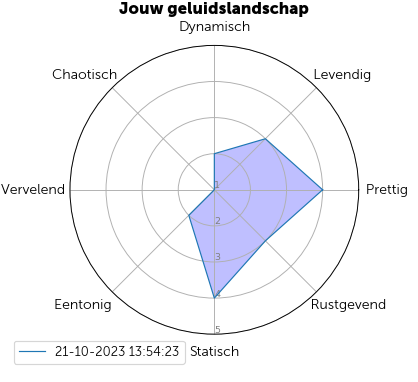 Jouw geluidslandschap
Dynamisch
Chaotisch
Levendig
Vervelend
1
Prettig
2
3
4
Eentonig
Rustgevend
5
21-10-2023 13:54:23
Statisch